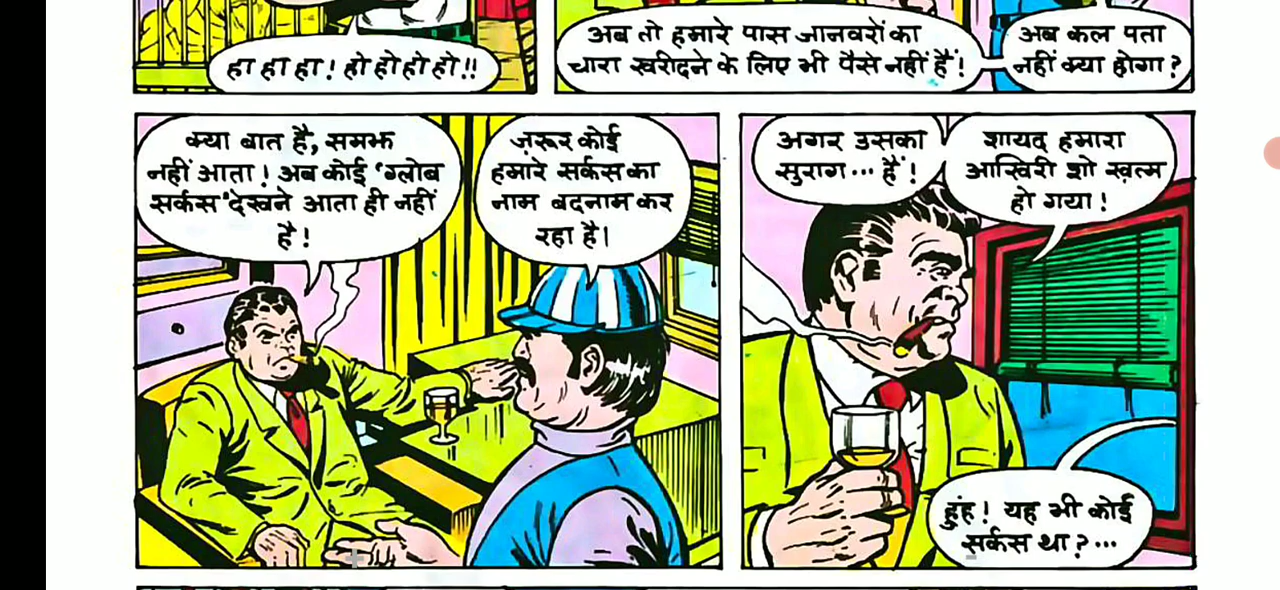 हा हा हा! हो हो हो हो!!
अब तो हमारे पास जानवरों का
चारा खरीदने के लिए भी पैसे नहीं हैं!
अब कल पता
नहीं क्या होगा?
क्या बात है, समझ
नहीं आता! अब कोई 'ग्लोब
सर्कस' देखने आता ही नहीं
है!
ज़रूर कोई
हमारे सर्कस का
नाम बदनाम कर
रहा है।
अगर उसका
सुराग... हैं!
शायद हमारा
आखिरी शो खत्म
हो गया!
हुंह! यह भी कोई
सर्कस था?...